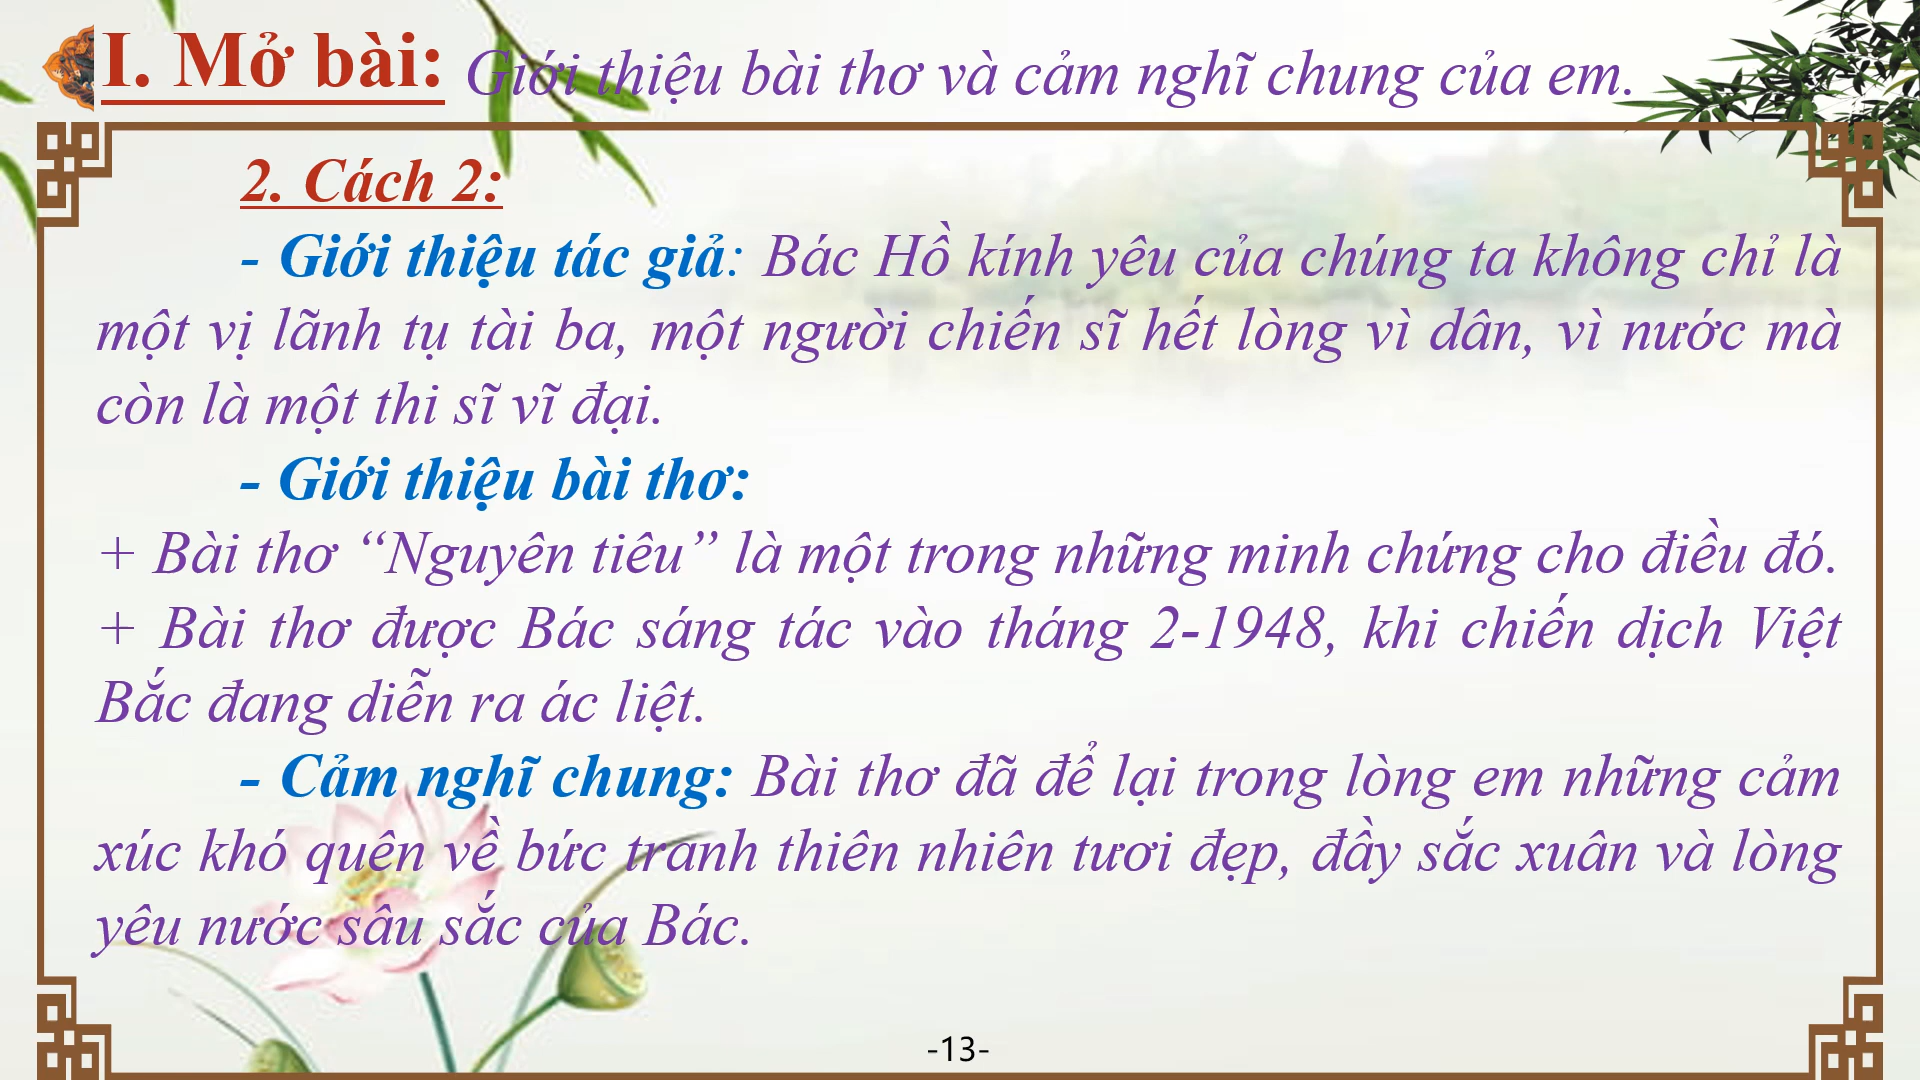 I. Mở bài: Giới thiệu bài thơ và cảm nghĩ chung của em.
2. Cách 2:
- Giới thiệu tác giả: Bác Hồ kính yêu của chúng ta không chỉ là
một vị lãnh tụ tài ba, một người chiến sĩ hết lòng vì dân, vì nước mà
còn là một thi sĩ vĩ đại.
- Giới thiệu bài thơ:
+ Bài thơ “Nguyên tiêu” là một trong những minh chứng cho điều đó.
+ Bài thơ được Bác sáng tác vào tháng 2-1948, khi chiến dịch Việt
Bắc đang diễn ra ác liệt.
- Cảm nghĩ chung: Bài thơ đã để lại trong lòng em những cảm
xúc khó quên về bức tranh thiên nhiên tươi đẹp, đầy sắc xuân và lòng
yêu nước sâu sắc của Bác.
-13-